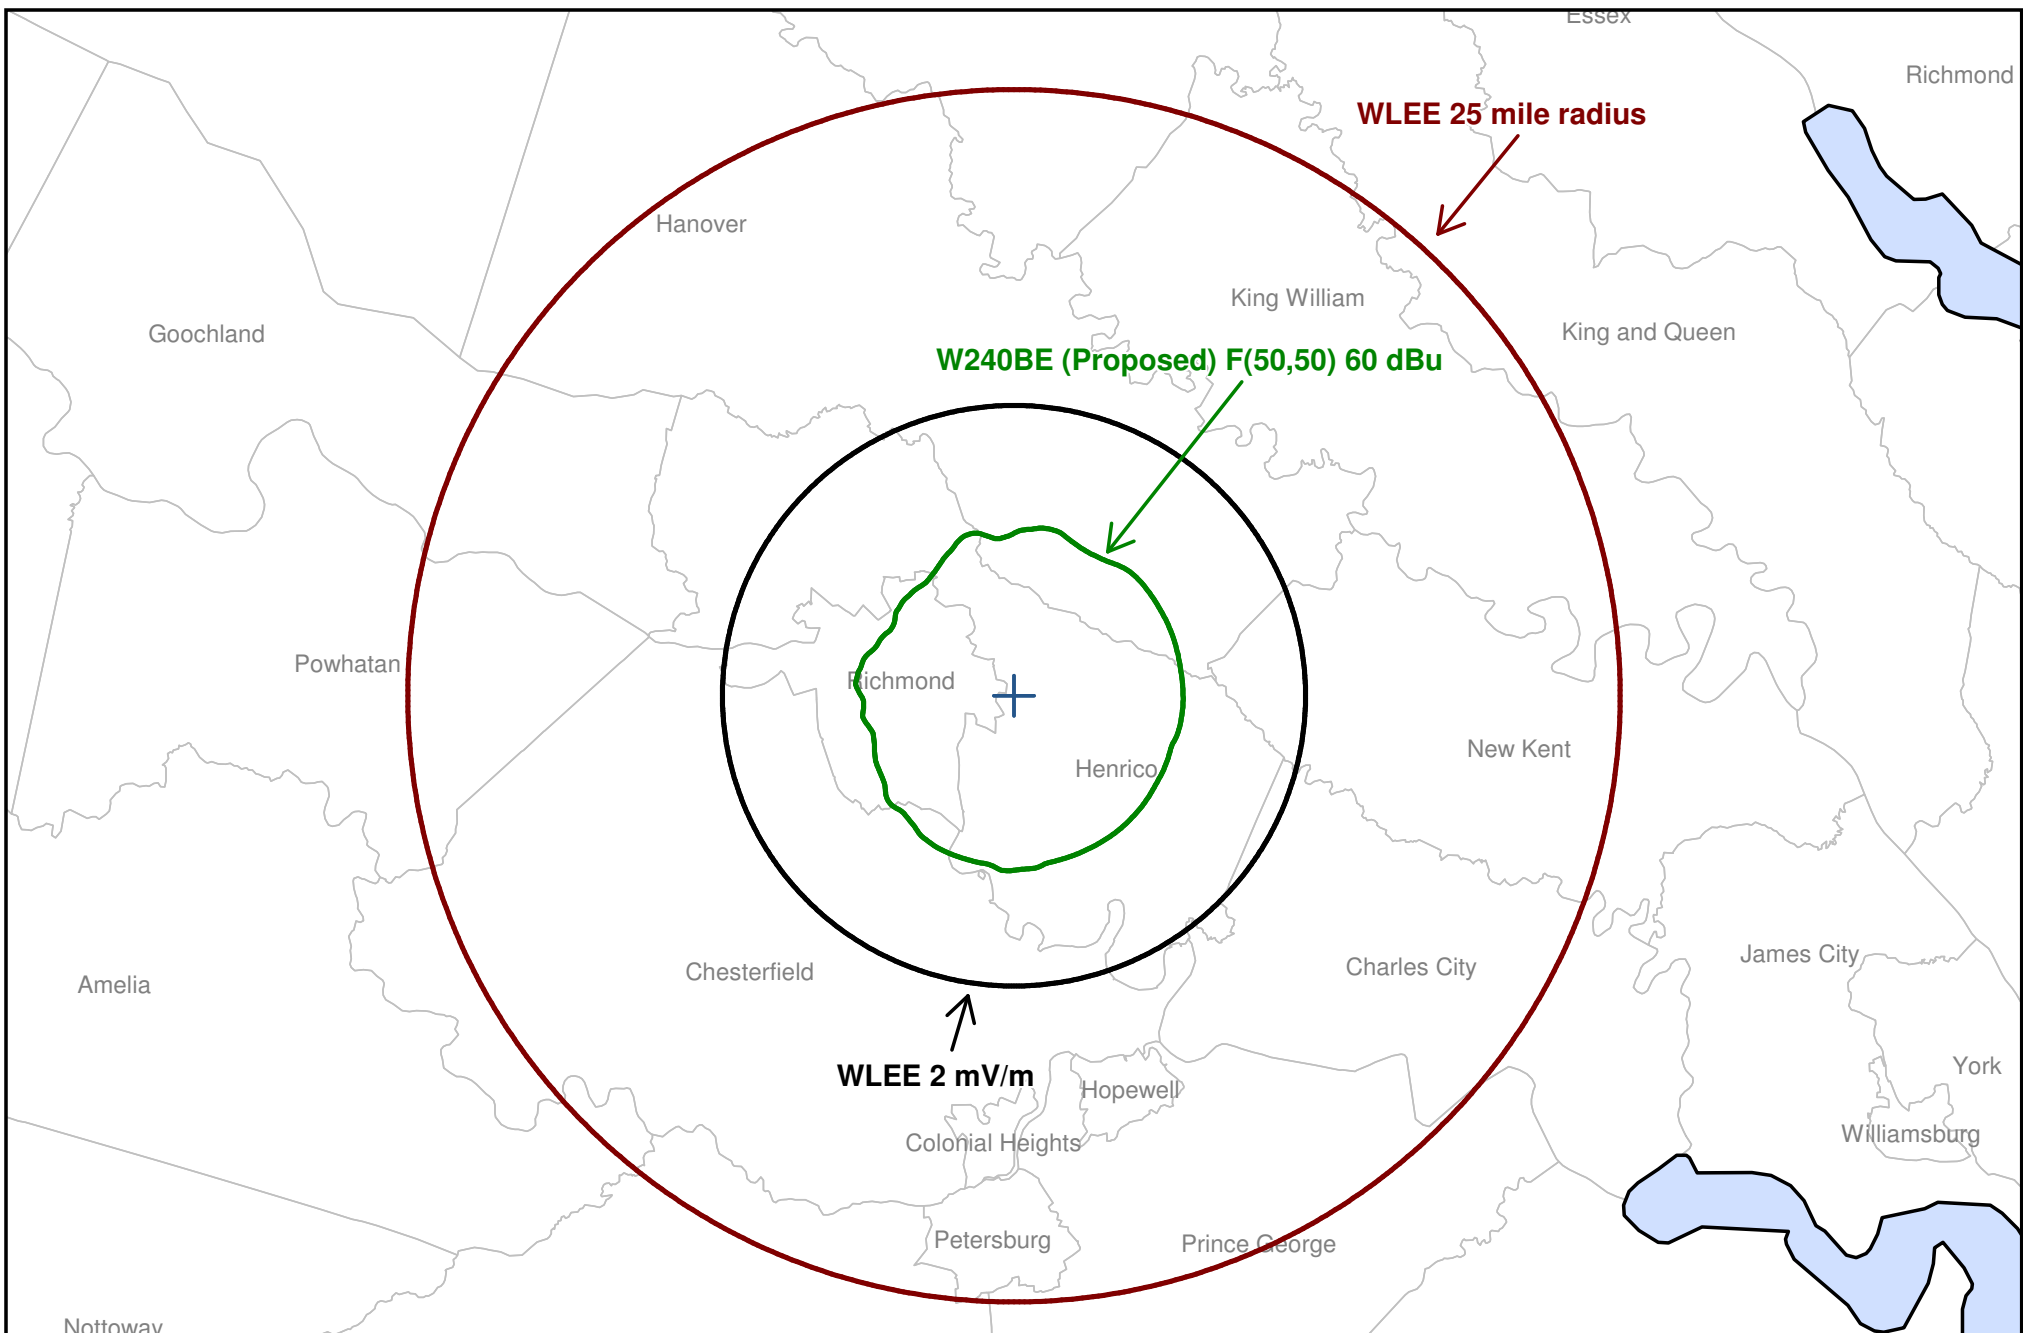 Essex
Richmond
WLEE 25 mile radius
Hanover
King William
Goochland
King and Queen
W240BE (Proposed) F(50,50) 60 dBu
Powhatan
Richmond
New Kent
Henrico
James City
Charles City
Chesterfield
Amelia
York
WLEE 2 mV/m
Hopewell
Williamsburg
Colonial Heights
Petersburg
Prince George
Nottoway